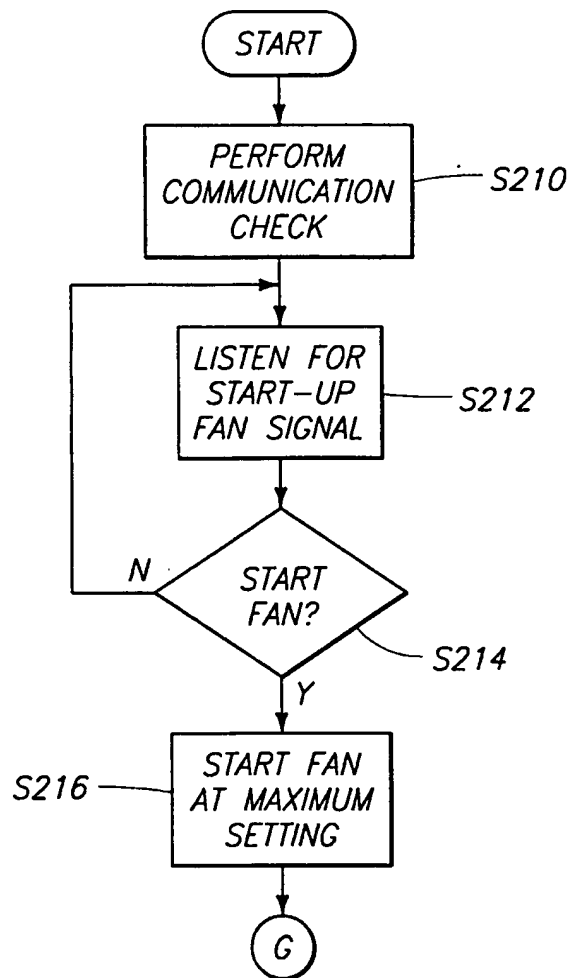 START
PERFORM
COMMUNICATION
CHECK
S210
LISTEN FOR
START-UP
FAN SIGNAL
S212
N
START
FAN?
S214
Y
START FAN
AT MAXIMUM
SETTING
S216
G